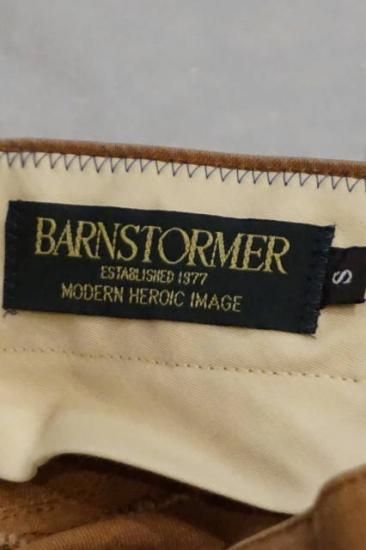 BARNSTORMER
ESTABLISHED 1977
MODERN HEROIC IMAGE
S